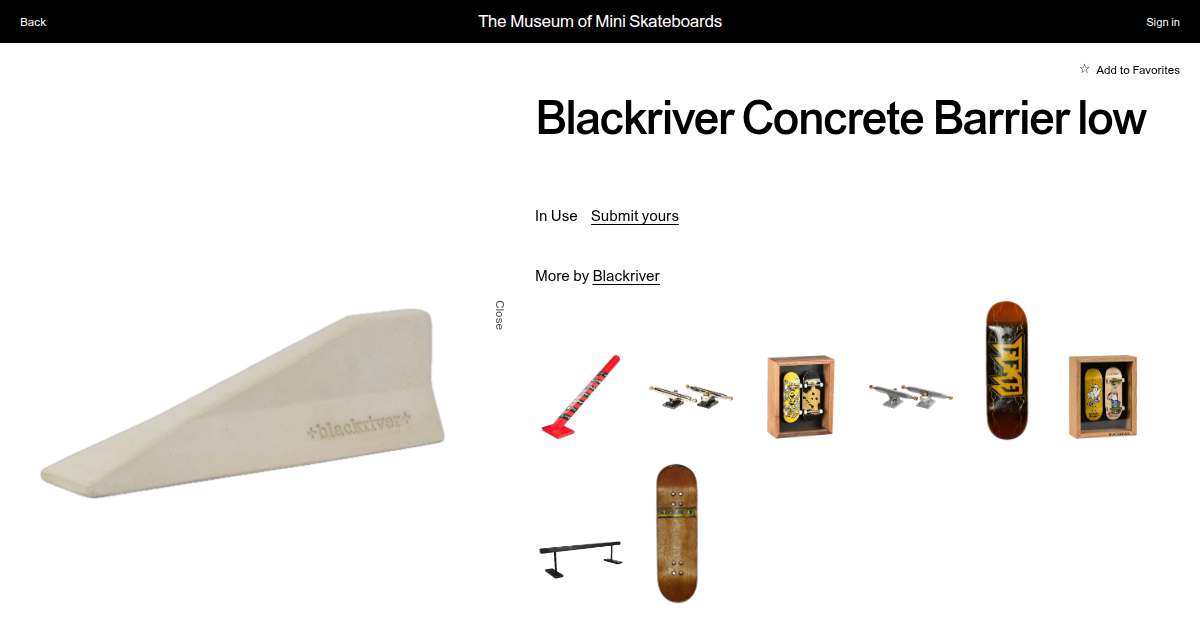 Back
The Museum of Mini Skateboards
Sign in
☆ Add to Favorites
Blackriver Concrete Barrier low
In Use Submit yours
More by Blackriver
Close
blackriver